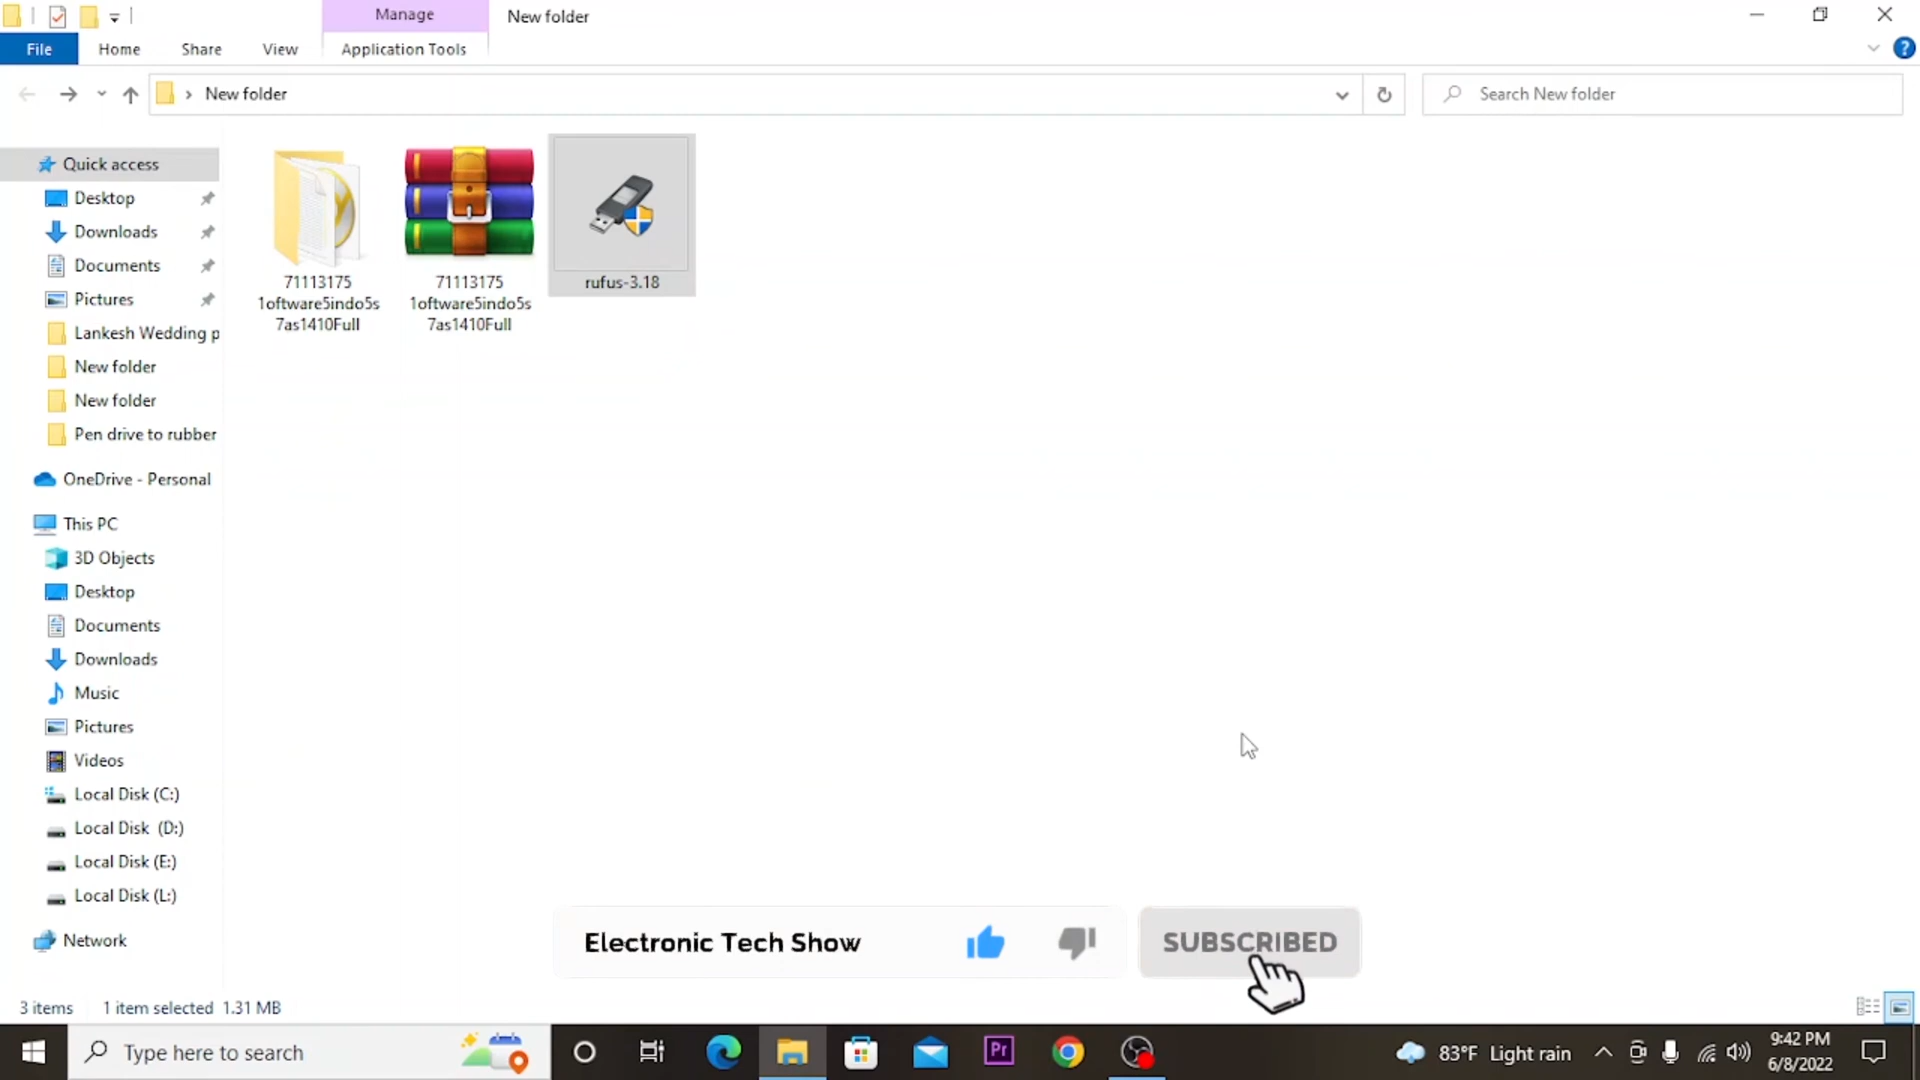 Manage
New folder
File
Home
Share
View
Application Tools
?
New folder
Search New folder
Quick access
Desktop
Downloads
Documents
Pictures
Lankesh Wedding p
New folder
New folder
Pen drive to rubber
OneDrive - Personal
This PC
3D Objects
Desktop
Documents
Downloads
Music
Pictures
Videos
Local Disk (C:)
Local Disk (D:)
Local Disk (E:)
Local Disk (L:)
Network
71113175
1oftware5indo5s
7as1410Full
71113175
1oftware5indo5s
7as1410Full
rufus-3.18
Electronic Tech Show
SUBSCRIBED
3 items
1 item selected 1.31 MB
Type here to search
Pr
83°F Light rain
9:42 PM
6/8/2022